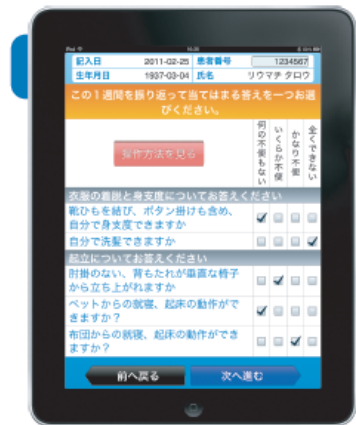 iPad
16:38
記入日 2011-02-25 患者番号 1234567
生年月日 1937-03-04 氏名 リウマチ タロウ
この1週間を振り返って当てはまる答えを一つお選
びください。
操作方法を見る
何の不便もない
いくらか不便
かなり不便
全くできない
衣服の着脱と身支度についてお答えください
靴ひもを結び、ボタン掛けも含め、
自分で身支度できますか
自分で洗髪できますか
起立についてお答えください
肘掛のない、背もたれが垂直な椅子
から立ち上がれますか
ベットからの就寝、起床の動作がで
きますか?
布団からの就寝、起床の動作ができ
ますか?
前へ戻る 次へ進む